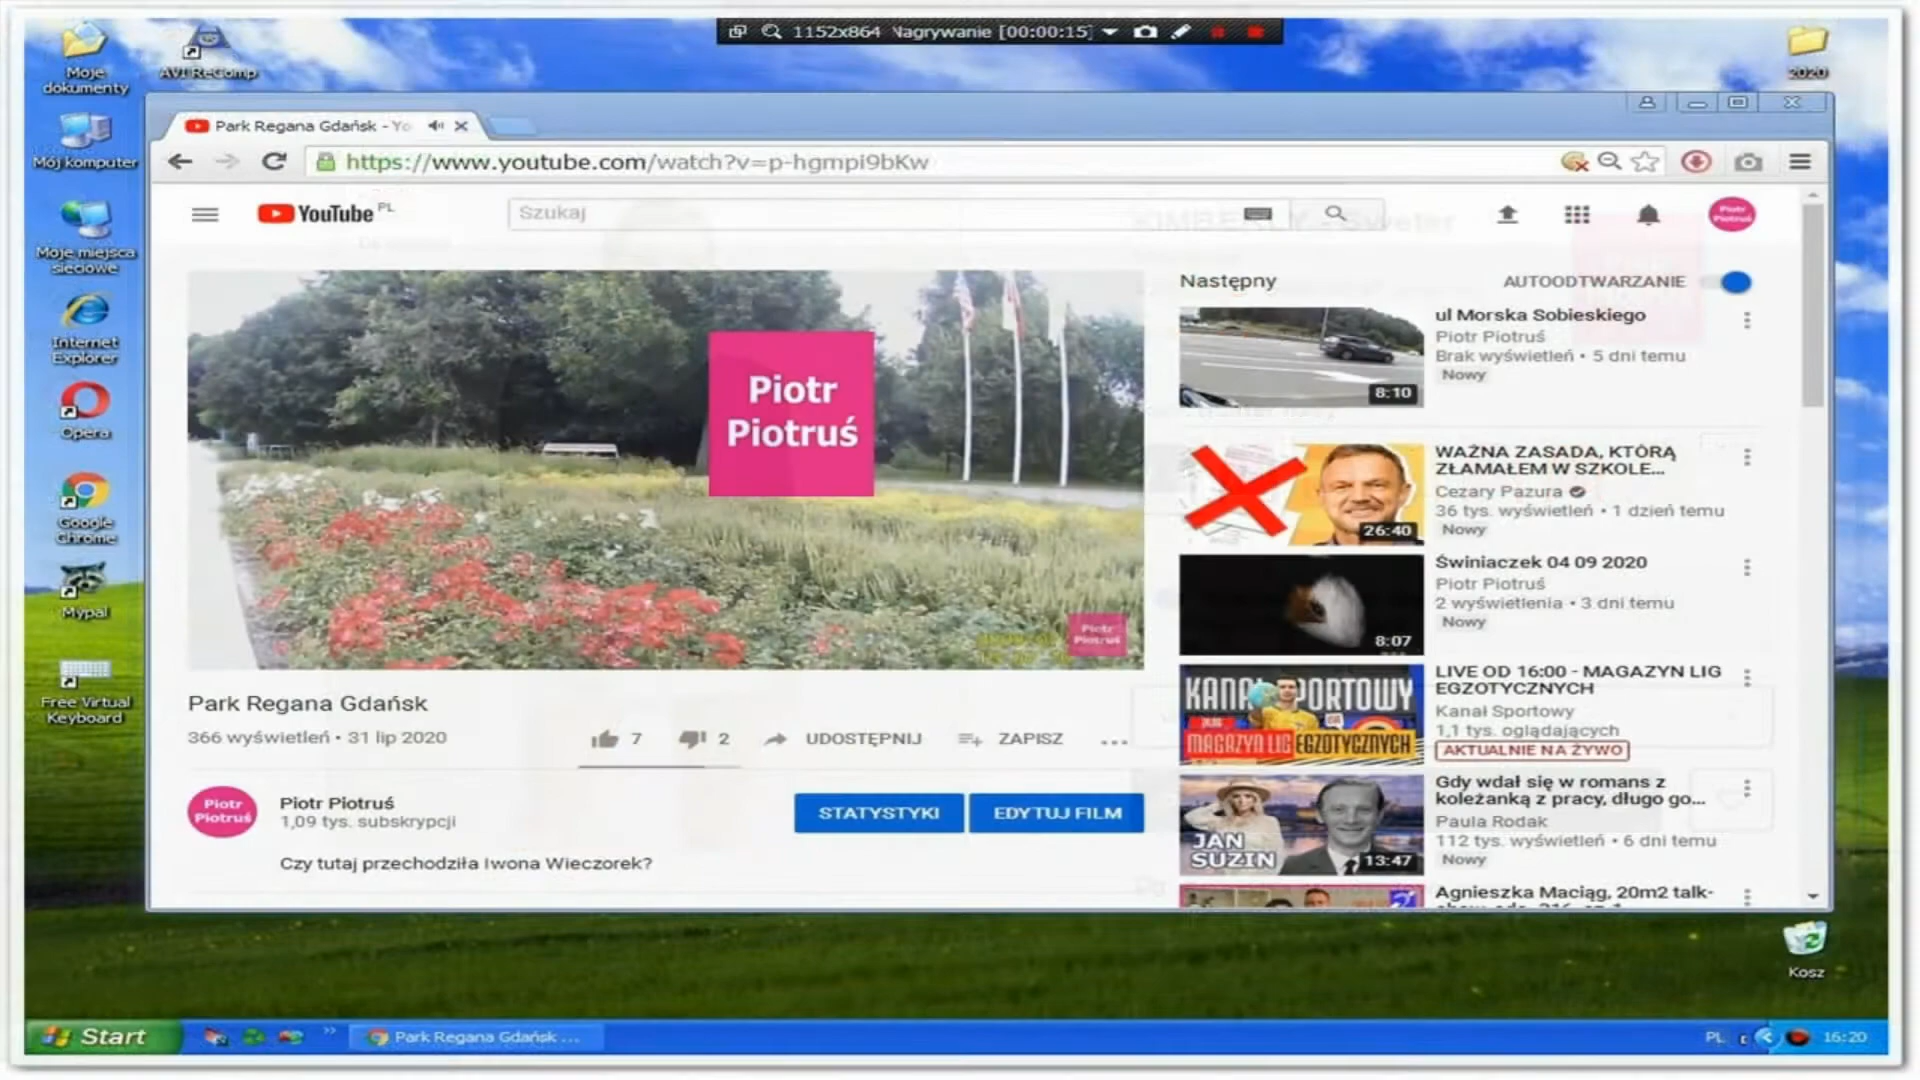 1152x864 Nagrywanie [00:00:15]
Moje
dokumenty
AVI ReComp
2020
Mój komputer
Moje miejsca
sieciowe
Internet
Explorer
Opera
Google
Chrome
Mypal
Free Virtual
Keyboard
Park Regana Gdańsk - Yo
https://www.youtube.com/watch?v=p-hgmpi9bKw
YouTube PL
Szukaj
Piotr
Piotruś
Piotr
Piotruś
Piotr
Piotruś
Park Regana Gdańsk
366 wyświetleń • 31 lip 2020
7
2
UDOSTĘPNIJ
ZAPISZ
Piotr
Piotruś
Piotr Piotruś
1,09 tys. subskrypcji
STATYSTYKI
EDYTUJ FILM
Czy tutaj przechodziła Iwona Wieczorek?
Następny
AUTOODTWARZANIE
8:10
ul Morska Sobieskiego
Piotr Piotruś
Brak wyświetleń • 5 dni temu
Nowy
26:40
WAŻNA ZASADA, KTÓRĄ
ZŁAMAŁEM W SZKOLE...
Cezary Pazura
36 tys. wyświetleń • 1 dzień temu
Nowy
8:07
Świniaczek 04 09 2020
Piotr Piotruś
2 wyświetlenia • 3 dni temu
Nowy
KANAŁ SPORTOWY
MAGAZYN LIG EGZOTYCZNYCH
LIVE OD 16:00 - MAGAZYN LIG
EGZOTYCZNYCH
Kanał Sportowy
1,1 tys. oglądających
AKTUALNIE NA ŻYWO
JAN
SUZIN
13:47
Gdy wdał się w romans z
koleżanką z pracy, długo go...
Paula Rodak
112 tys. wyświetleń • 6 dni temu
Nowy
Agnieszka Maciąg, 20m2 talk-
Kosz
Start
Park Regana Gdańsk ...
PL
16:20